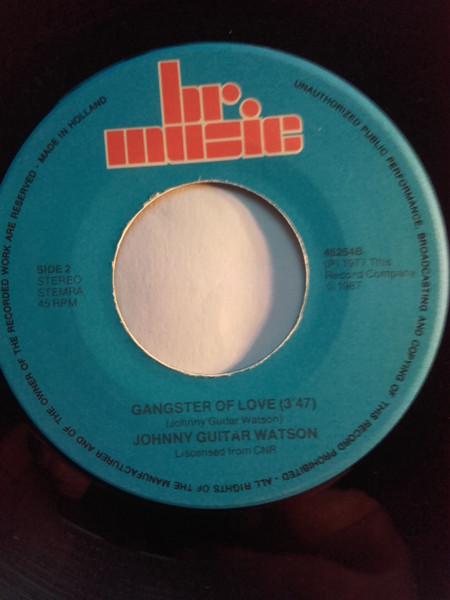 br
music
UNAUTHORIZED PUBLIC PERFORMANCE, BROADCASTING AND COPYING OF THIS RECORD PROHIBITED - ALL RIGHTS OF THE MANUFACTURER AND OF THE OWNER OF THE RECORDED WORK ARE RESERVED - MADE IN HOLLAND
SIDE 2
STEREO
STEMRA
45 RPM
45254B
(P) 1977 This
Record Company
© 1987
GANGSTER OF LOVE (3'47)
(Johnny Guitar Watson)
JOHNNY GUITAR WATSON
Liscensed from CNR